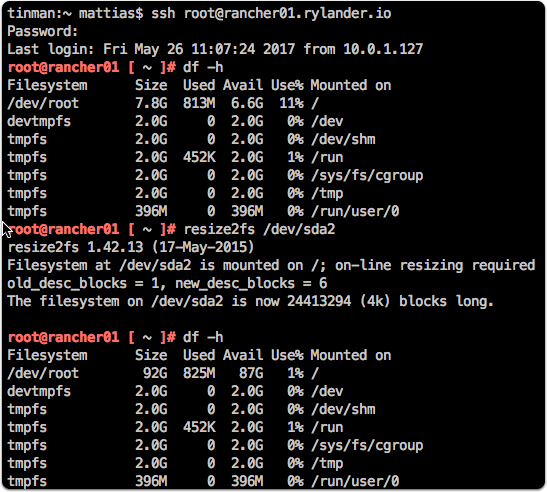 tinman:~ mattias$ ssh root@rancher01.rylander.io
Password:
Last login: Fri May 26 11:07:24 2017 from 10.0.1.127
root@rancher01 [ ~ ]# df -h
Filesystem      Size  Used Avail Use% Mounted on
/dev/root       7.8G  813M  6.6G  11% /
devtmpfs        2.0G     0  2.0G   0% /dev
tmpfs           2.0G     0  2.0G   0% /dev/shm
tmpfs           2.0G  452K  2.0G   1% /run
tmpfs           2.0G     0  2.0G   0% /sys/fs/cgroup
tmpfs           2.0G     0  2.0G   0% /tmp
tmpfs           396M     0  396M   0% /run/user/0
root@rancher01 [ ~ ]# resize2fs /dev/sda2
resize2fs 1.42.13 (17-May-2015)
Filesystem at /dev/sda2 is mounted on /; on-line resizing required
old_desc_blocks = 1, new_desc_blocks = 6
The filesystem on /dev/sda2 is now 24413294 (4k) blocks long.
root@rancher01 [ ~ ]# df -h
Filesystem      Size  Used Avail Use% Mounted on
/dev/root        92G  825M   87G   1% /
devtmpfs        2.0G     0  2.0G   0% /dev
tmpfs           2.0G     0  2.0G   0% /dev/shm
tmpfs           2.0G  452K  2.0G   1% /run
tmpfs           2.0G     0  2.0G   0% /sys/fs/cgroup
tmpfs           2.0G     0  2.0G   0% /tmp
tmpfs           396M     0  396M   0% /run/user/0